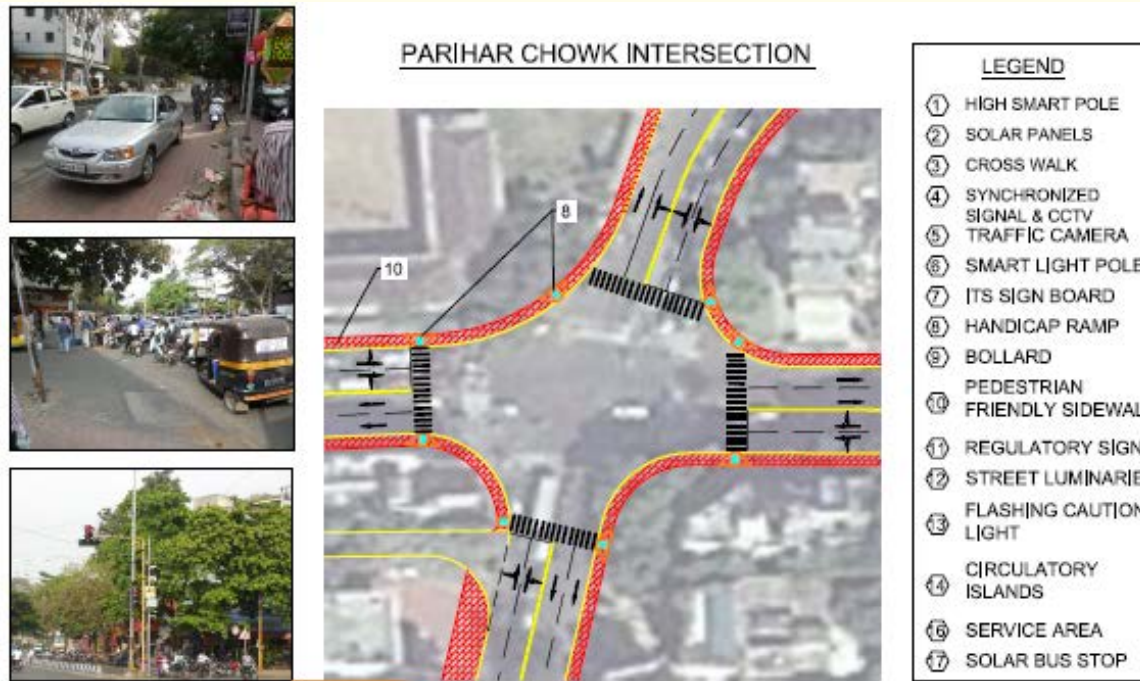 PARIHAR CHOWK INTERSECTION
8
10
LEGEND
1 HIGH SMART POLE
2 SOLAR PANELS
3 CROSS WALK
4 SYNCHRONIZED
SIGNAL & CCTV
5 TRAFFIC CAMERA
6 SMART LIGHT POLE
7 ITS SIGN BOARD
8 HANDICAP RAMP
9 BOLLARD
10 PEDESTRIAN
FRIENDLY SIDEWAL
11 REGULATORY SIGN
12 STREET LUMINARIE
13 FLASHING CAUTION
LIGHT
14 CIRCULATORY
ISLANDS
16 SERVICE AREA
17 SOLAR BUS STOP